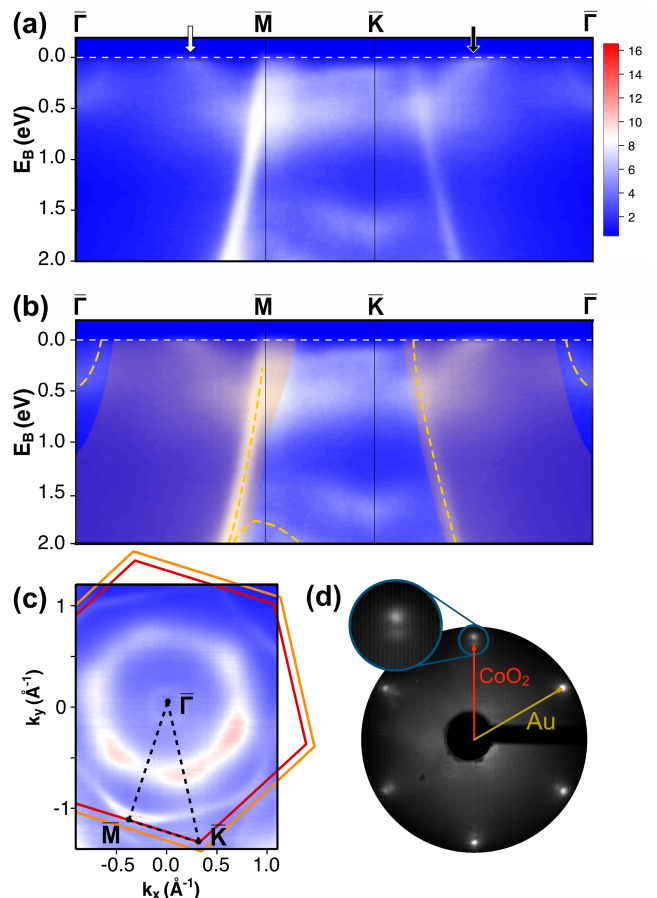 (a)
Γ̅ M̅ K̅ Γ̅
0.0
0.5
1.0
1.5
2.0
E_B (eV)
16
14
12
10
8
6
4
2
(b)
Γ̅ M̅ K̅ Γ̅
0.0
0.5
1.0
1.5
2.0
E_B (eV)
(c)
1
0
-1
k_y (Å⁻¹)
Γ̅
M̅ K̅
-0.5 0.0 0.5 1.0
k_x (Å⁻¹)
(d)
CoO₂
Au